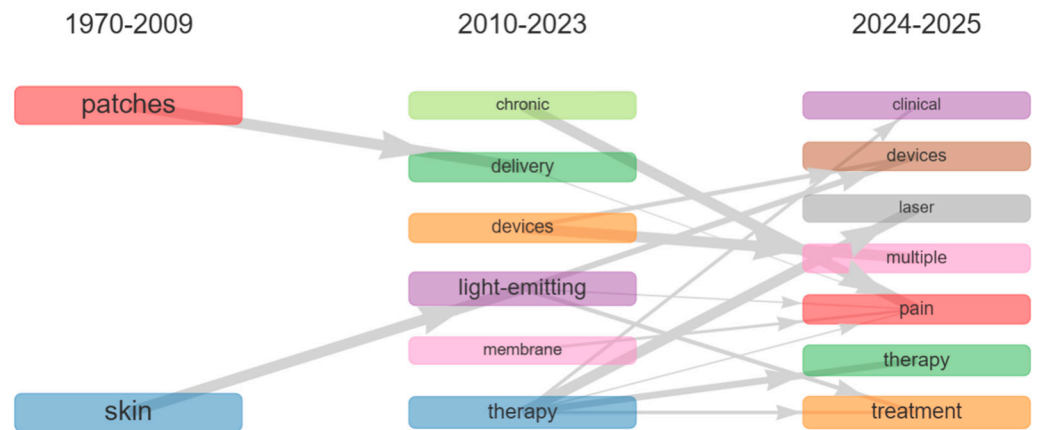 1970-2009
2010-2023
2024-2025
patches
skin
chronic
delivery
devices
light-emitting
membrane
therapy
clinical
devices
laser
multiple
pain
therapy
treatment